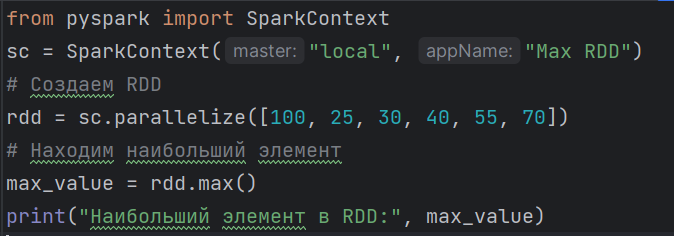 from pyspark import SparkContext
sc = SparkContext( master: "local", appName: "Max RDD")
# Создаем RDD
rdd = sc.parallelize([100, 25, 30, 40, 55, 70])
# Находим наибольший элемент
max_value = rdd.max()
print("Наибольший элемент в RDD:", max_value)